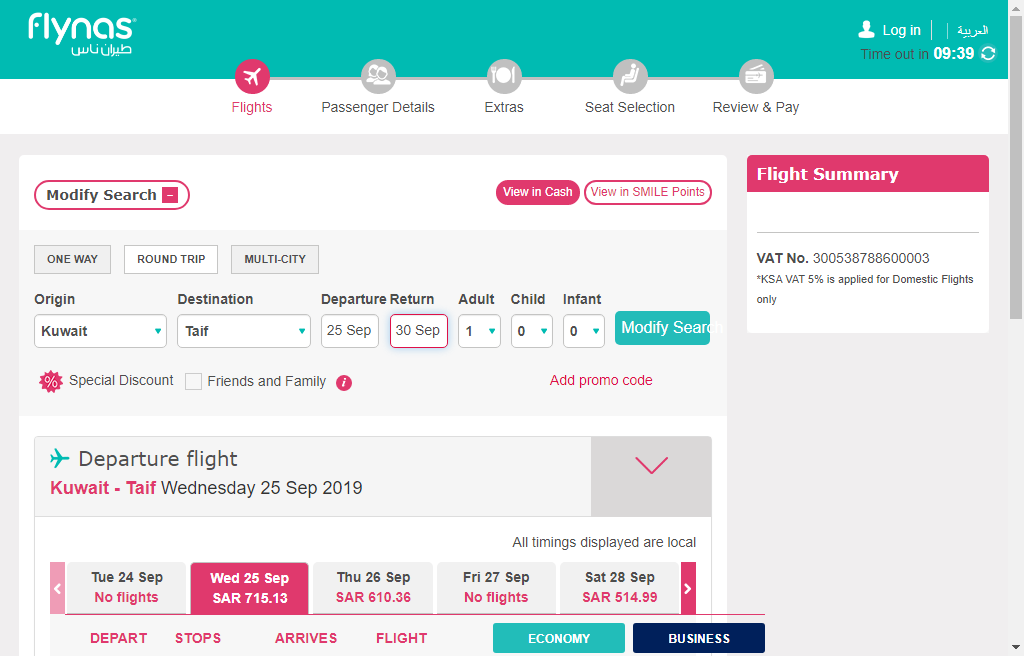 flynas
طيران ناس
Log in
العربية
Time out in 09:39
Flights
Passenger Details
Extras
Seat Selection
Review & Pay
Modify Search
View in Cash
View in SMILE Points
Flight Summary
VAT No. 300538788600003
*KSA VAT 5% is applied for Domestic Flights
only
ONE WAY
ROUND TRIP
MULTI-CITY
Origin
Destination
Departure
Return
Adult
Child
Infant
Kuwait
Taif
25 Sep
30 Sep
1
0
0
Modify Search
Special Discount
Friends and Family
i
Add promo code
Departure flight
Kuwait - Taif Wednesday 25 Sep 2019
All timings displayed are local
Tue 24 Sep
No flights
Wed 25 Sep
SAR 715.13
Thu 26 Sep
SAR 610.36
Fri 27 Sep
No flights
Sat 28 Sep
SAR 514.99
DEPART
STOPS
ARRIVES
FLIGHT
ECONOMY
BUSINESS